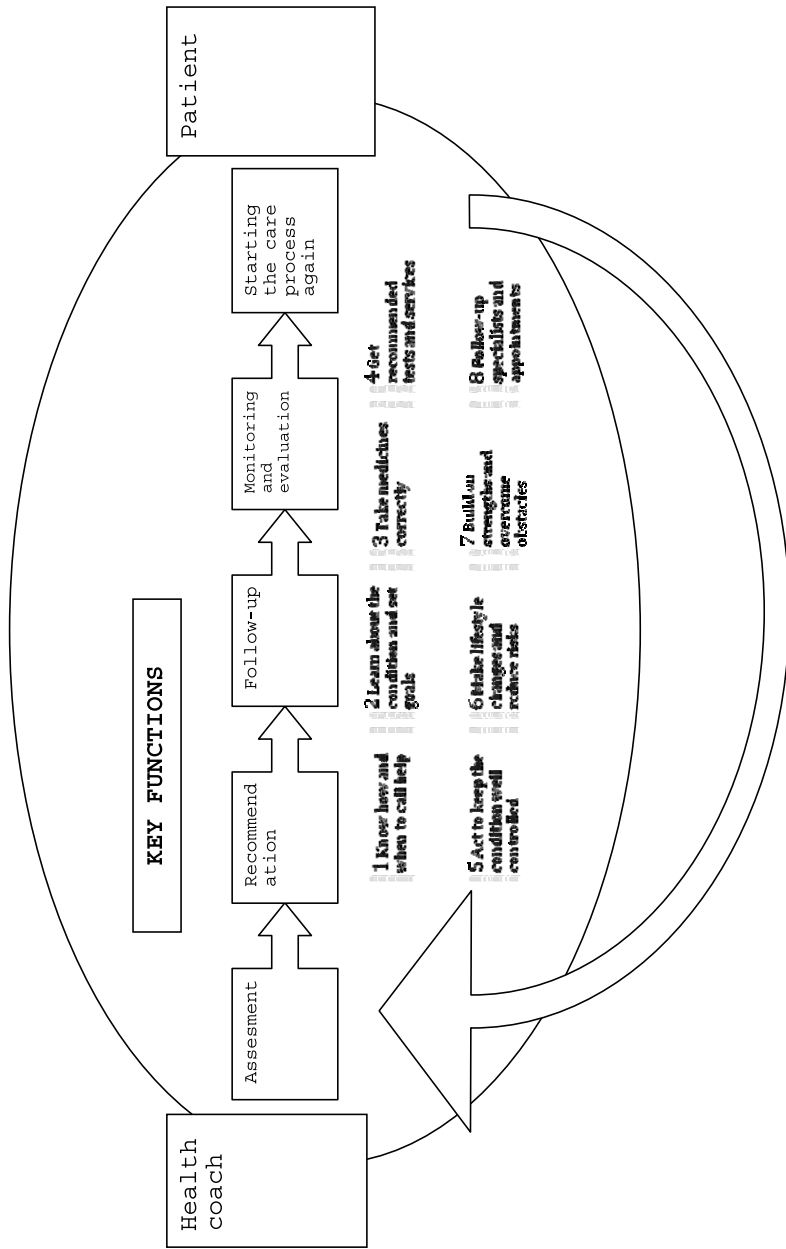 KEY FUNCTIONS
Health
coach
Assesment
Recommend
ation
Follow-up
Monitoring
and
evaluation
Starting
the care
process
again
Patient
1 Know how and
when to call help
2 Learn about the
condition and set
goals
3 Take medicines
correctly
4 Get
recommended
tests and services
5 Act to keep the
condition well
controlled
6 Make lifestyle
changes and
reduce risks
7 Build on
strengths and
overcome
obstacles
8 Follow-up
specialists and
appointments